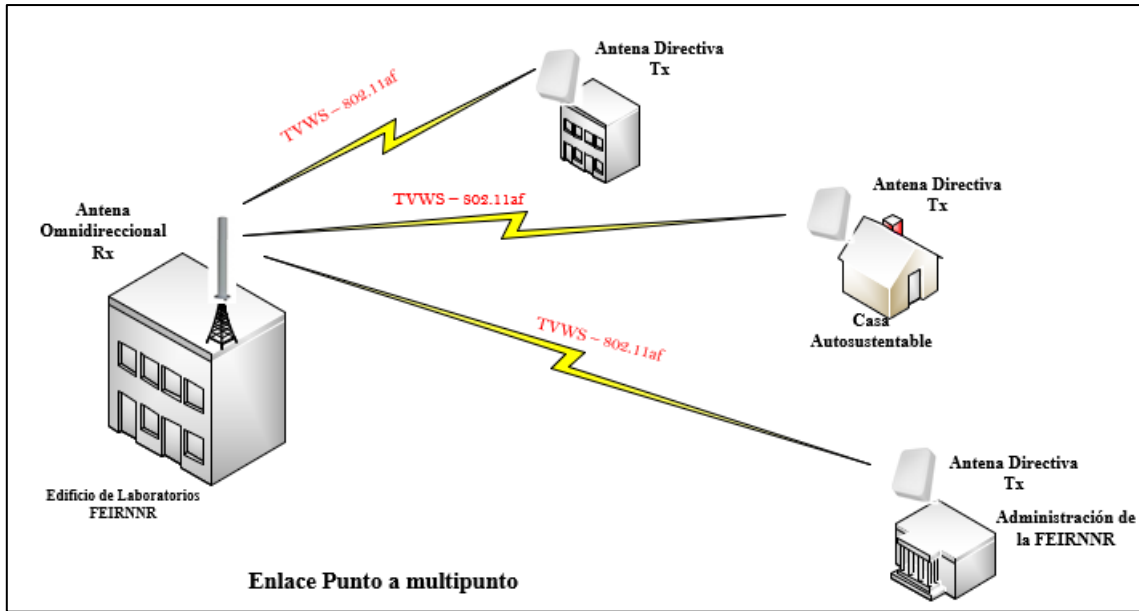 Antena Directiva
Tx
TVWS – 802.11af
TVWS – 802.11af
Antena Directiva
Tx
Antena
Omnidireccional
Rx
Casa
Autosustentable
TVWS – 802.11af
Antena Directiva
Tx
Edificio de Laboratorios
FEIRNNR
Administración de
la FEIRNNR
Enlace Punto a multipunto